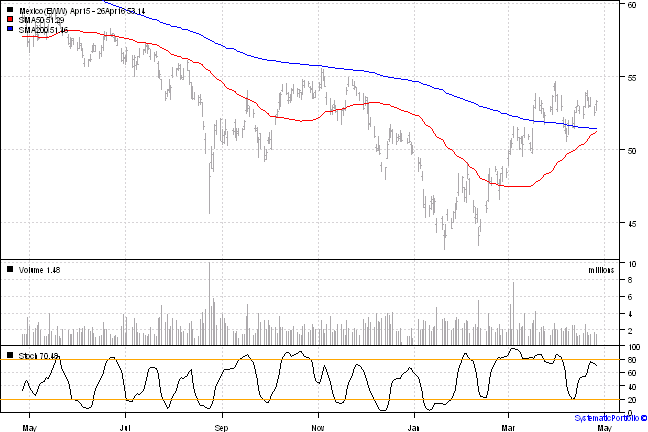 Mexico(EWW) Apr15 - 26Apr16 53.14
SMA50 51.29
SMA200 51.46
60
55
50
45
Volume 1.48
millions
10
8
6
4
2
Stoch 70.48
100
80
60
40
20
0
May
Jul
Sep
Nov
Jan
Mar
May
SystematicPortfolio ©